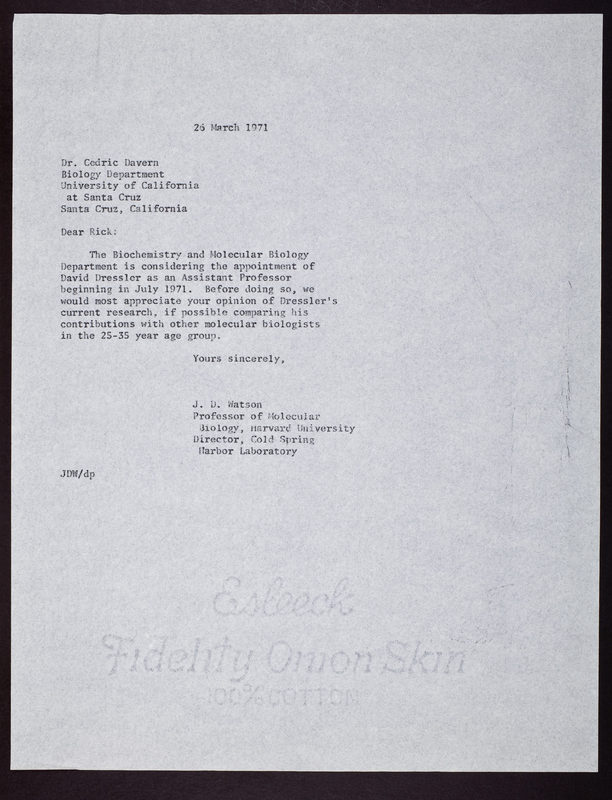 26 March 1971
Dr. Cedric Davern
Biology Department
University of California
at Santa Cruz
Santa Cruz, California
Dear Rick:
The Biochemistry and Molecular Biology
Department is considering the appointment of
David Dressler as an Assistant Professor
beginning in July 1971. Before doing so, we
would most appreciate your opinion of Dressler's
current research, if possible comparing his
contributions with other molecular biologists
in the 25-35 year age group.
Yours sincerely,
J. D. Watson
Professor of Molecular
Biology, Harvard University
Director, Cold Spring
Harbor Laboratory
JDW/dp
Esleeck
Fidelity Onion Skin
100% COTTON